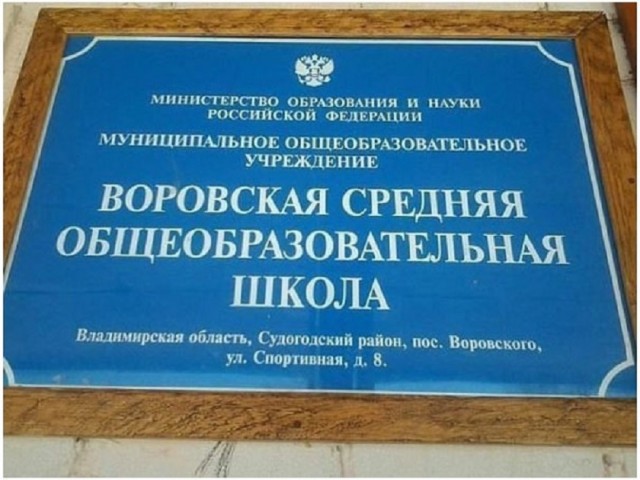 МИНИСТЕРСТВО ОБРАЗОВАНИЯ И НАУКИ
РОССИЙСКОЙ ФЕДЕРАЦИИ
МУНИЦИПАЛЬНОЕ ОБЩЕОБРАЗОВАТЕЛЬНОЕ
УЧРЕЖДЕНИЕ
ВОРОВСКАЯ СРЕДНЯЯ
ОБЩЕОБРАЗОВАТЕЛЬНАЯ
ШКОЛА
Владимирская область, Судогодский район, пос. Воровского,
ул. Спортивная, д. 8.